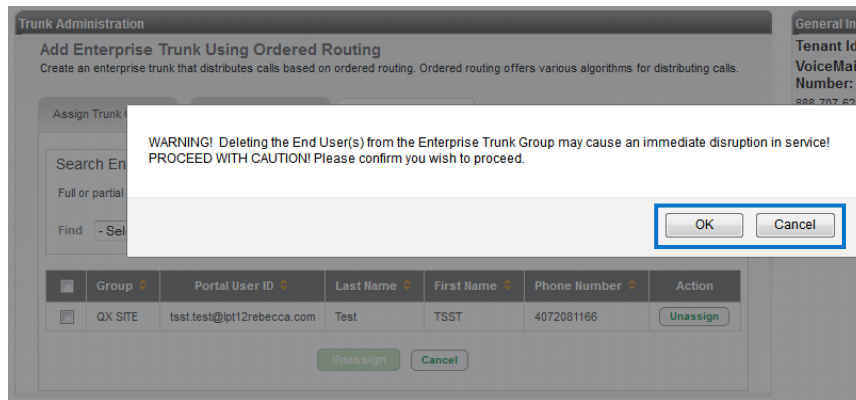 Trunk Administration
General In
Add Enterprise Trunk Using Ordered Routing
Create an enterprise trunk that distributes calls based on ordered routing. Ordered routing offers various algorithms for distributing calls.
Tenant Id
VoiceMai
Number:
Assign Trunk
WARNING! Deleting the End User(s) from the Enterprise Trunk Group may cause an immediate disruption in service!
PROCEED WITH CAUTION! Please confirm you wish to proceed.
Search En
Full or partial
Find - Sel
OK Cancel
Group Portal User ID Last Name First Name Phone Number Action
QX SITE tsst.test@lpt12rebecca.com Test TSST 4072081166 Unassign
Unassign Cancel